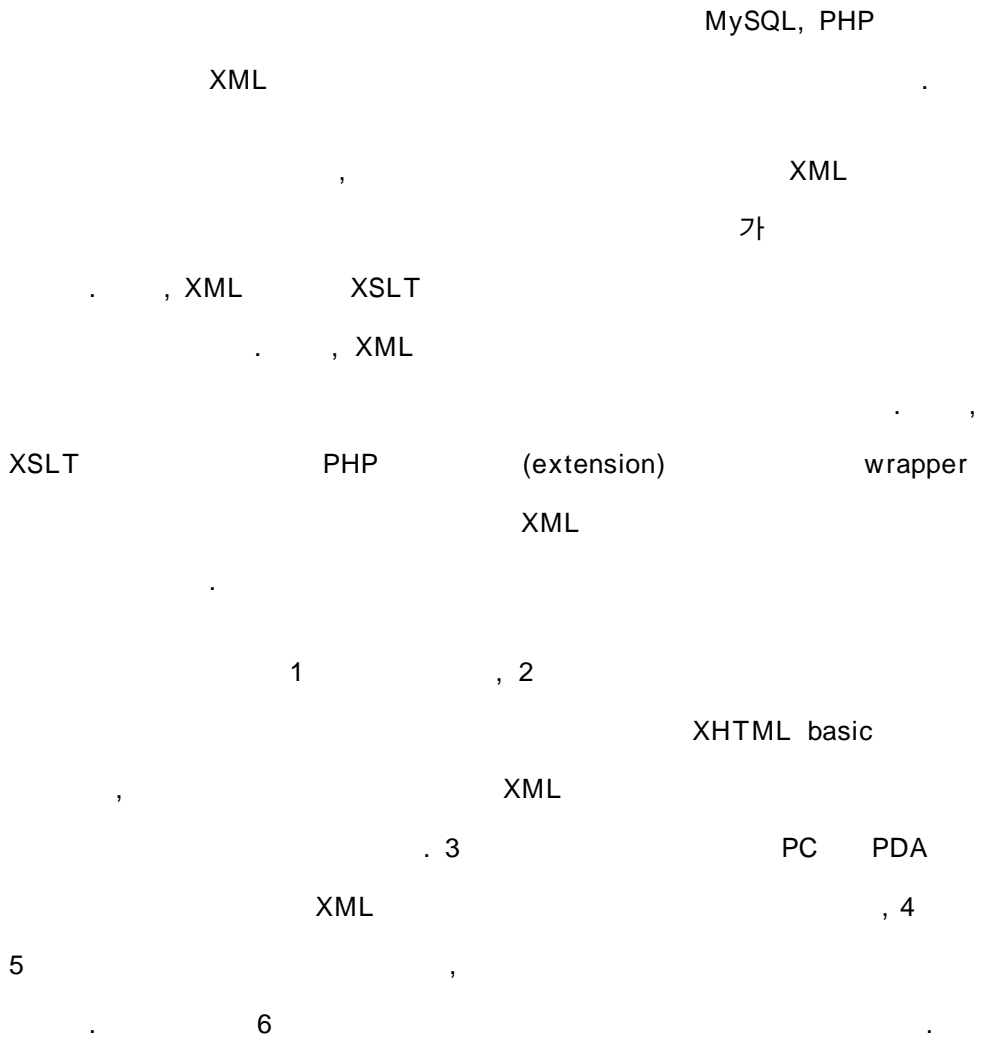 MySQL, PHP
XML .
, XML
가
. , XML XSLT
. , XML
. ,
XSLT PHP (extension) wrapper
XML
.
1 , 2
XHTML basic
, XML
. 3 PC PDA
XML , 4
5 ,
. 6 .